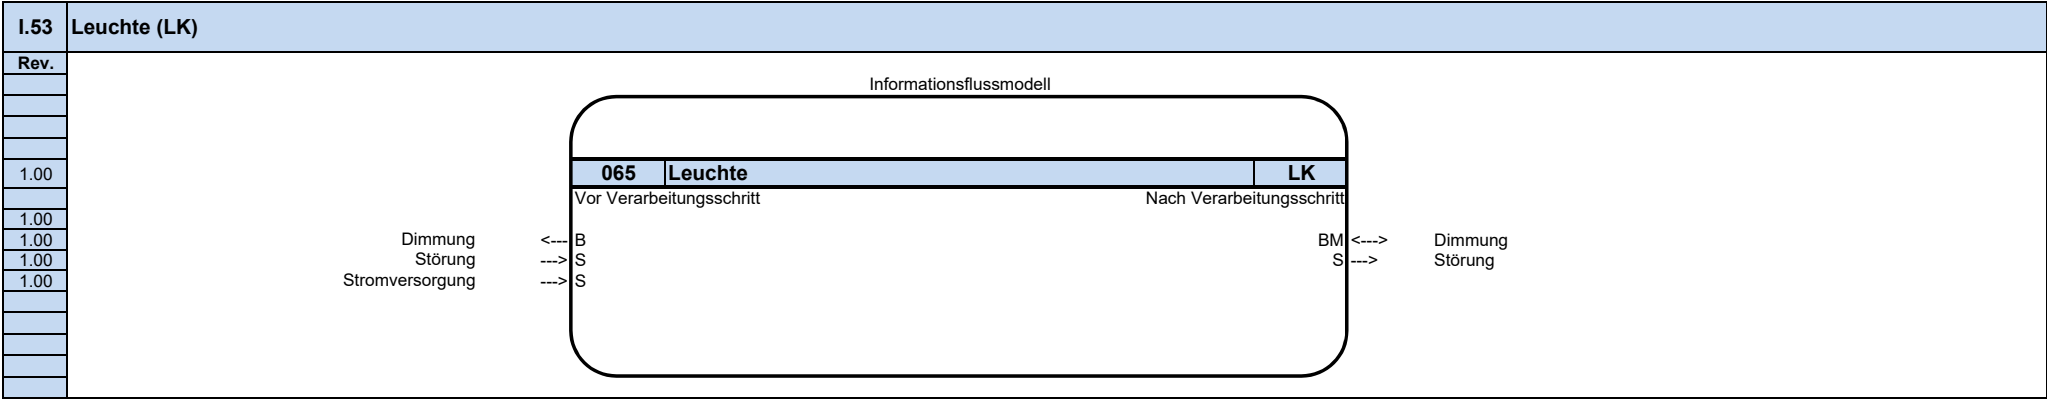 I.53 Leuchte (LK)
Rev.
Informationsflussmodell
1.00 065 Leuchte LK
Vor Verarbeitungsschritt Nach Verarbeitungsschritt
1.00
1.00 Dimmung <--- B BM <---> Dimmung
1.00 Störung ---> S S ---> Störung
1.00 Stromversorgung ---> S